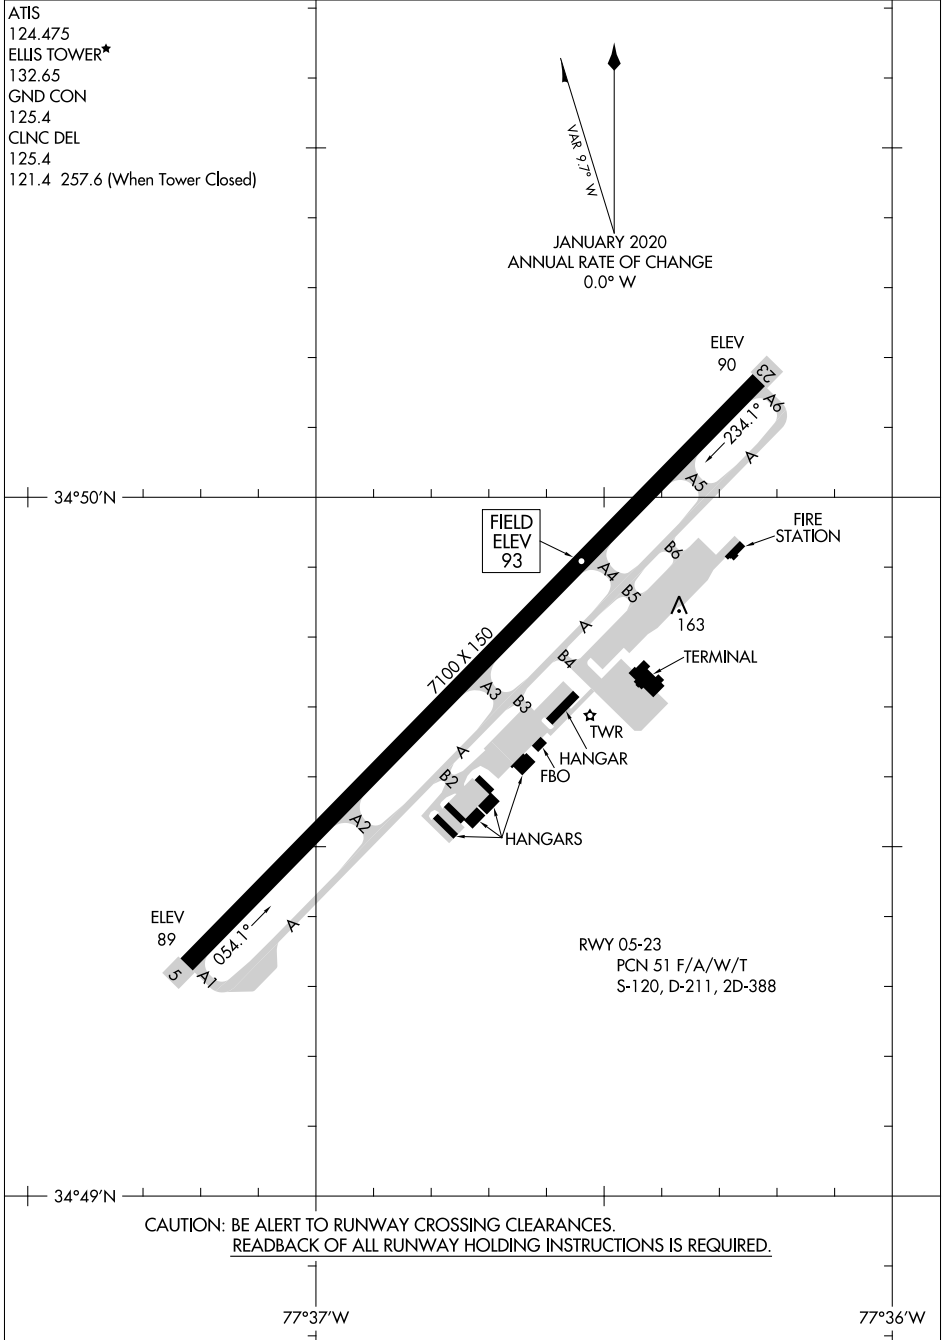 ATIS
124.475
ELLIS TOWER★
132.65
GND CON
125.4
CLNC DEL
125.4
121.4 257.6 (When Tower Closed)
VAR 9.7° W
JANUARY 2020
ANNUAL RATE OF CHANGE
0.0° W
ELEV
90
23
A6
234.1°
A
A5
34°50'N
FIELD
ELEV
93
FIRE
STATION
B6
A4
B5
163
A
7100 X 150
B4
TERMINAL
A3
B3
TWR
HANGAR
A
FBO
B2
A2
HANGARS
ELEV
89
054.1°
A
5
A1
RWY 05-23
PCN 51 F/A/W/T
S-120, D-211, 2D-388
34°49'N
CAUTION: BE ALERT TO RUNWAY CROSSING CLEARANCES.
READBACK OF ALL RUNWAY HOLDING INSTRUCTIONS IS REQUIRED.
77°37'W
77°36'W